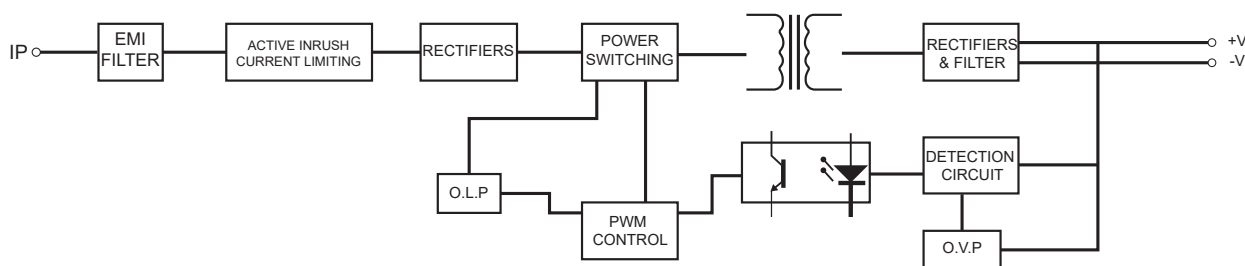 IP
EMI
FILTER
ACTIVE INRUSH
CURRENT LIMITING
RECTIFIERS
POWER
SWITCHING
RECTIFIERS
& FILTER
+V
-V
O.L.P
PWM
CONTROL
DETECTION
CIRCUIT
O.V.P